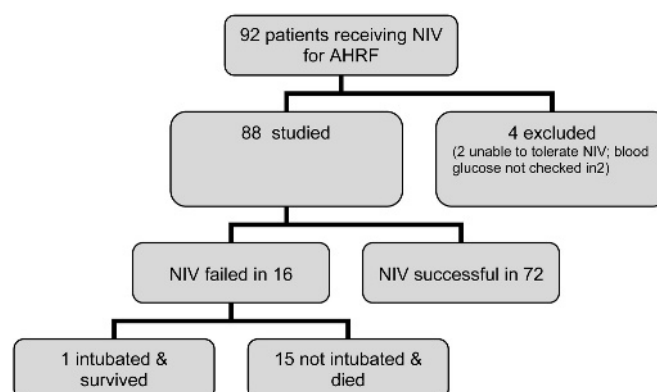 92 patients receiving NIV
for AHRF
88  studied
4 excluded
(2 unable to tolerate NIV; blood
glucose not checked in2)
NIV failed in 16
NIV successful in 72
1 intubated &
survived
15 not intubated &
died